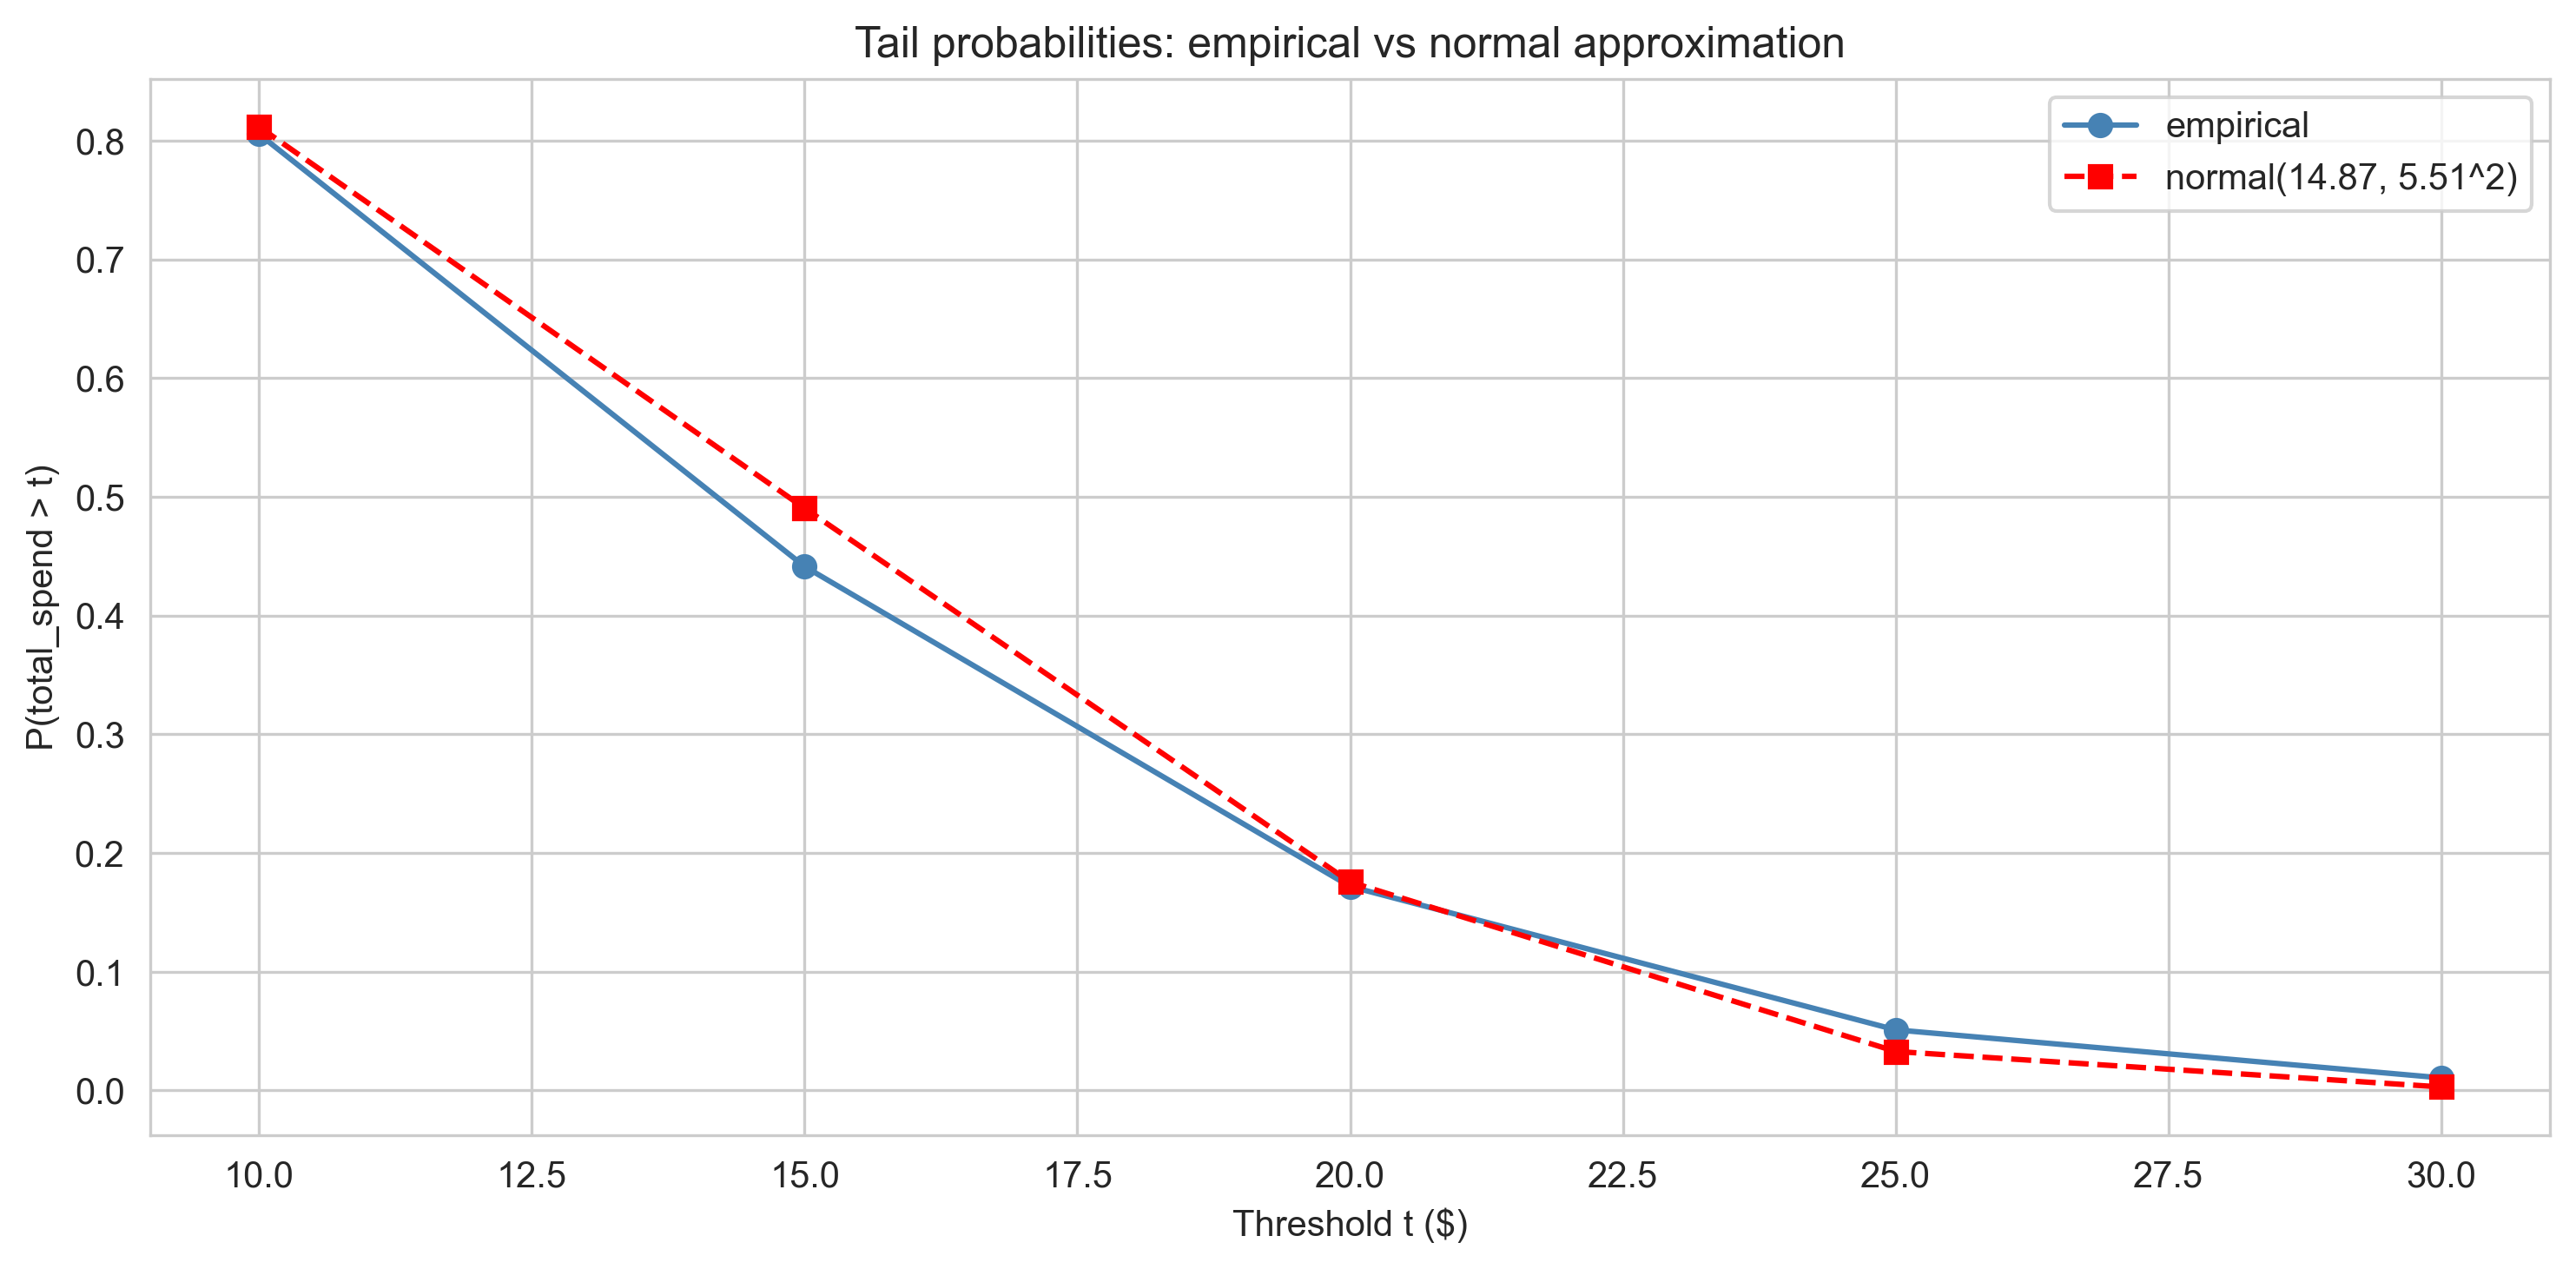 Tail probabilities: empirical vs normal approximation
empirical
normal(14.87, 5.51^2)
P(total_spend > t)
0.8
0.7
0.6
0.5
0.4
0.3
0.2
0.1
0.0
10.0 12.5 15.0 17.5 20.0 22.5 25.0 27.5 30.0
Threshold t ($)